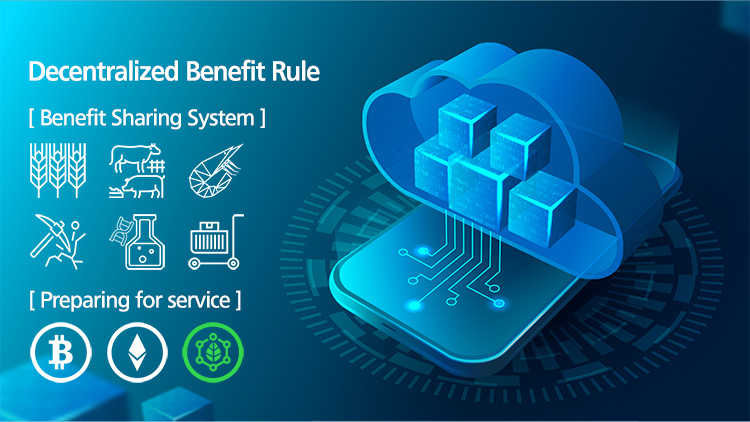 Decentralized Benefit Rule
[ Benefit Sharing System ]
[ Preparing for service ]